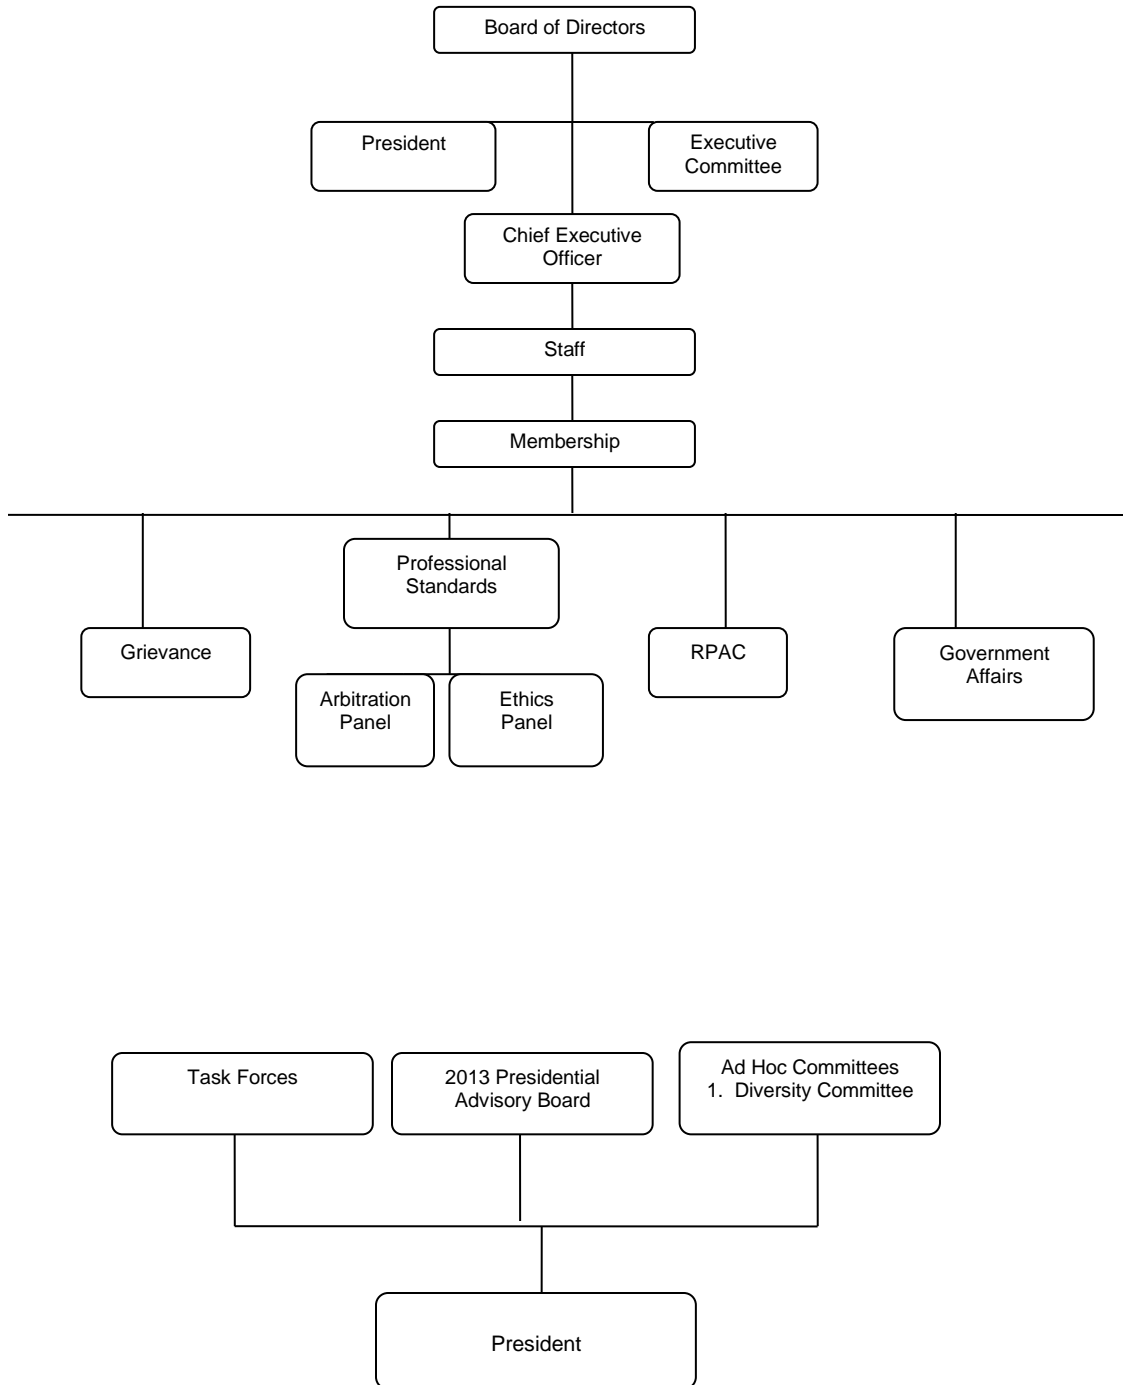 Board of Directors
President
Executive
Committee
Chief Executive
Officer
Staff
Membership
Professional
Standards
Grievance
RPAC
Government
Affairs
Arbitration
Panel
Ethics
Panel
Task Forces
2013 Presidential
Advisory Board
Ad Hoc Committees
1. Diversity Committee
President